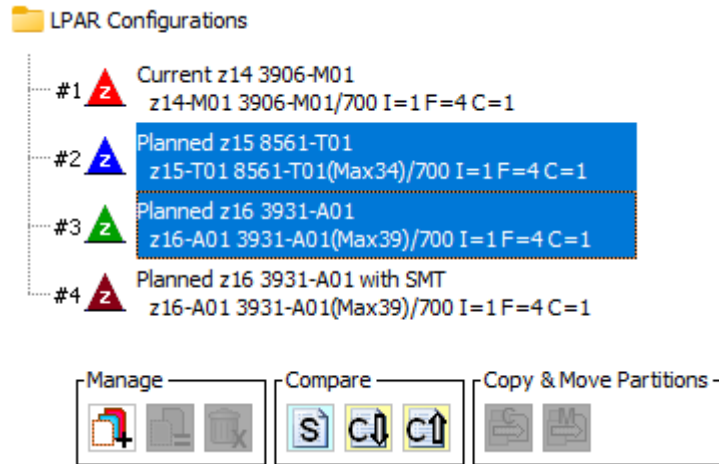 LPAR Configurations
#1 z Current z14 3906-M01
z14-M01 3906-M01/700 I=1 F=4 C=1
#2 z Planned z15 8561-T01
z15-T01 8561-T01(Max34)/700 I=1 F=4 C=1
#3 z Planned z16 3931-A01
z16-A01 3931-A01(Max39)/700 I=1 F=4 C=1
#4 z Planned z16 3931-A01 with SMT
z16-A01 3931-A01(Max39)/700 I=1 F=4 C=1
Manage Compare Copy & Move Partitions
S C C C M